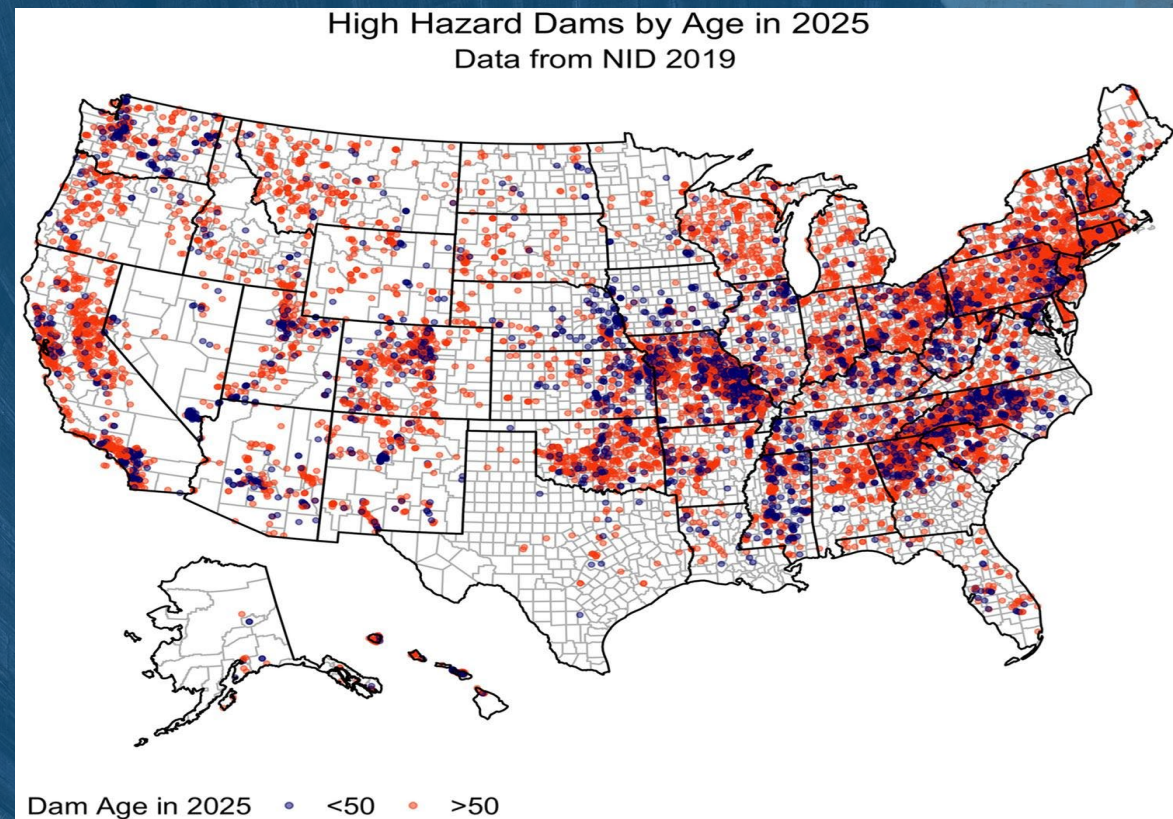 High Hazard Dams by Age in 2025
Data from NID 2019
Dam Age in 2025 <50 >50